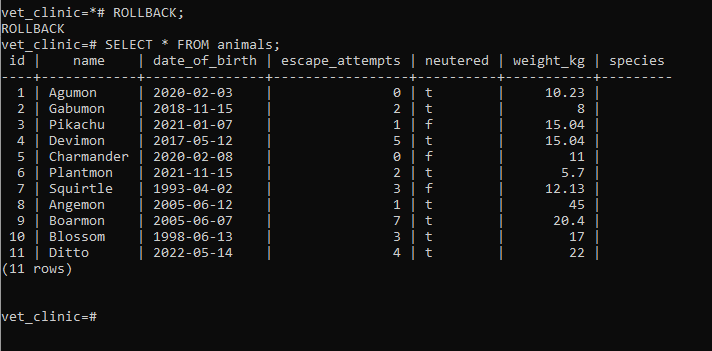 vet_clinic=*# ROLLBACK;
ROLLBACK
vet_clinic=# SELECT * FROM animals;
 id |    name    | date_of_birth | escape_attempts | neutered | weight_kg | species
----+------------+---------------+-----------------+----------+-----------+---------
  1 | Agumon     | 2020-02-03    |               0 | t        |     10.23 |
  2 | Gabumon    | 2018-11-15    |               2 | t        |         8 |
  3 | Pikachu    | 2021-01-07    |               1 | f        |     15.04 |
  4 | Devimon    | 2017-05-12    |               5 | t        |     15.04 |
  5 | Charmander | 2020-02-08    |               0 | f        |        11 |
  6 | Plantmon   | 2021-11-15    |               2 | t        |       5.7 |
  7 | Squirtle   | 1993-04-02    |               3 | f        |     12.13 |
  8 | Angemon    | 2005-06-12    |               1 | t        |        45 |
  9 | Boarmon    | 2005-06-07    |               7 | t        |      20.4 |
 10 | Blossom    | 1998-06-13    |               3 | t        |        17 |
 11 | Ditto      | 2022-05-14    |               4 | t        |        22 |
(11 rows)
vet_clinic=#